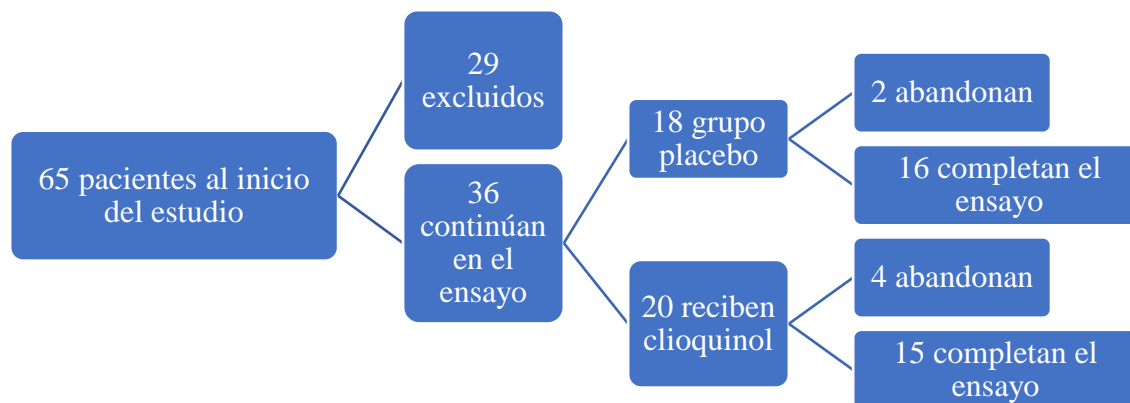 65 pacientes al inicio
del estudio
29
excluidos
36
continúan
en el
ensayo
18 grupo
placebo
20 reciben
clioquinol
2 abandonan
16 completan el
ensayo
4 abandonan
15 completan el
ensayo